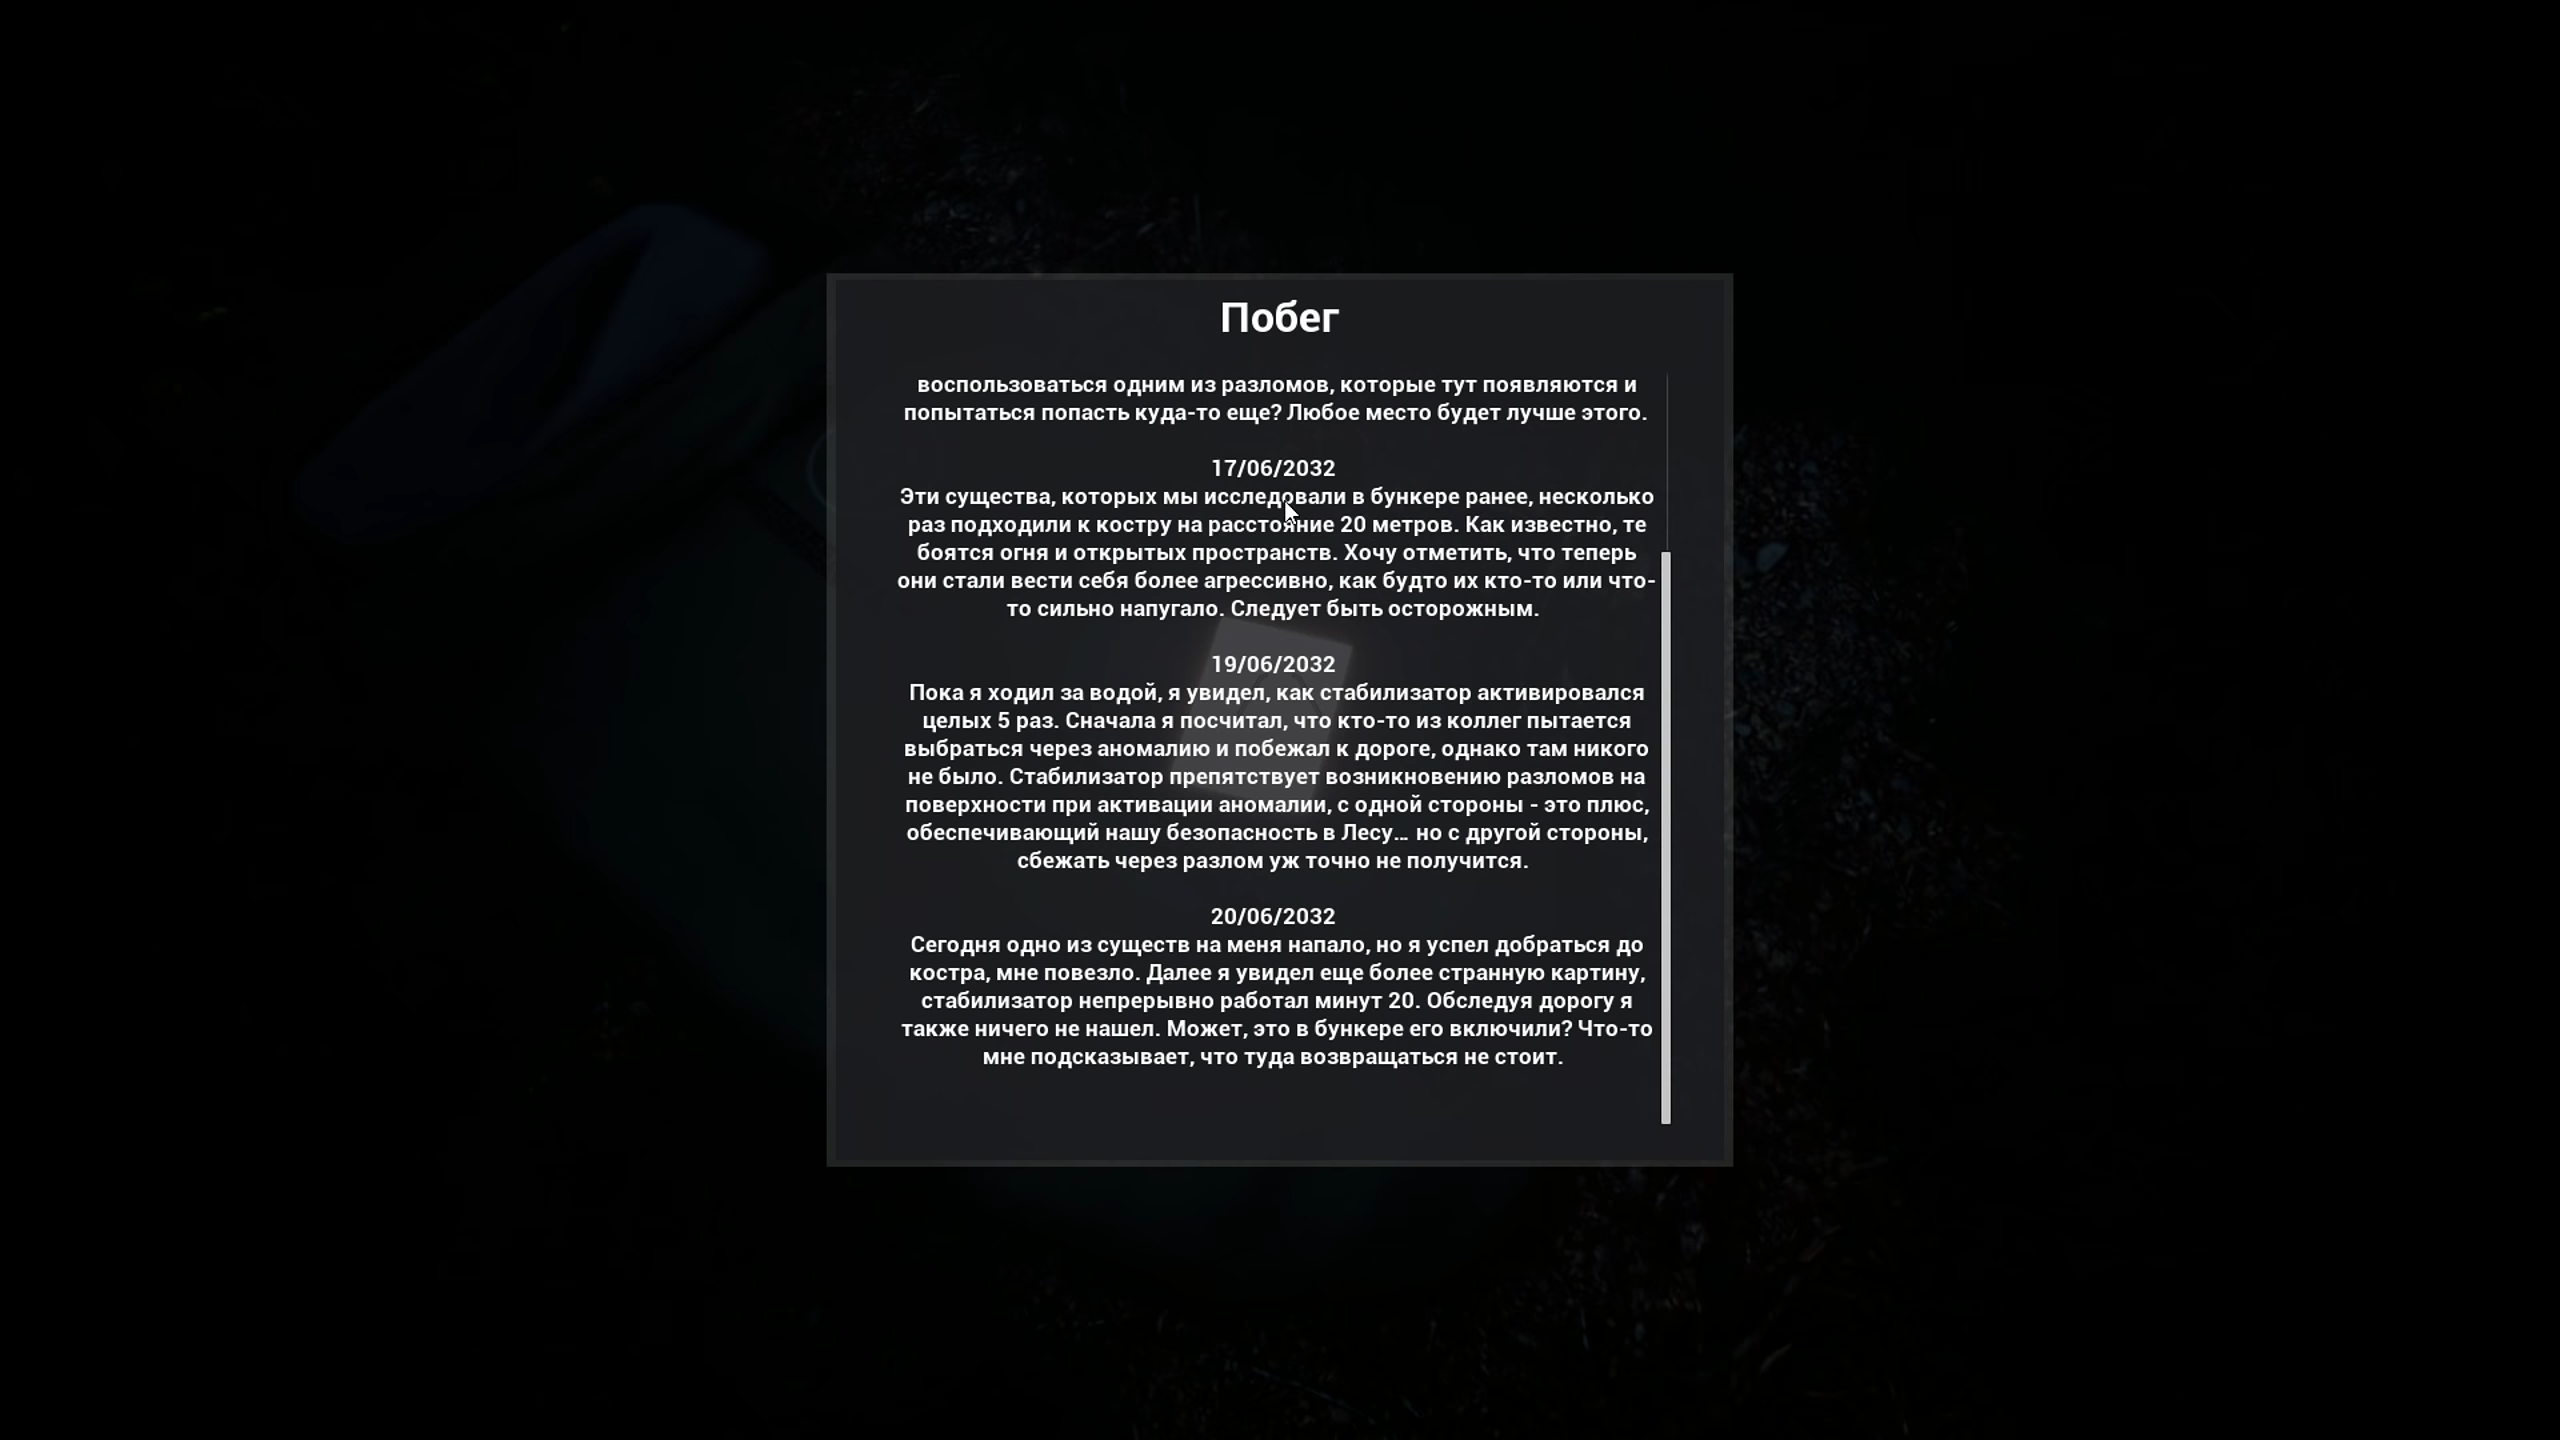 Побег
воспользоваться одним из разломов, которые тут появляются и
попытаться попасть куда-то еще? Любое место будет лучше этого.
17/06/2032
Эти существа, которых мы исследовали в бункере ранее, несколько
раз подходили к костру на расстояние 20 метров. Как известно, те
боятся огня и открытых пространств. Хочу отметить, что теперь
они стали вести себя более агрессивно, как будто их кто-то или что-
то сильно напугало. Следует быть осторожным.
19/06/2032
Пока я ходил за водой, я увидел, как стабилизатор активировался
целых 5 раз. Сначала я посчитал, что кто-то из коллег пытается
выбраться через аномалию и побежал к дороге, однако там никого
не было. Стабилизатор препятствует возникновению разломов на
поверхности при активации аномалии, с одной стороны - это плюс,
обеспечивающий нашу безопасность в Лесу... но с другой стороны,
сбежать через разлом уж точно не получится.
20/06/2032
Сегодня одно из существ на меня напало, но я успел добраться до
костра, мне повезло. Далее я увидел еще более странную картину,
стабилизатор непрерывно работал минут 20. Обследуя дорогу я
также ничего не нашел. Может, это в бункере его включили? Что-то
мне подсказывает, что туда возвращаться не стоит.